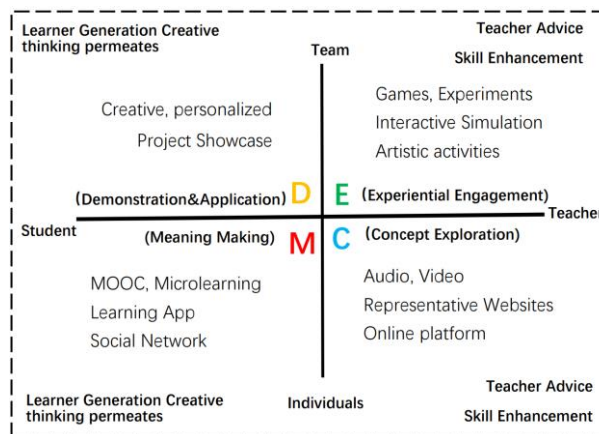 Learner Generation Creative
thinking permeates
Teacher Advice
Skill Enhancement
Team
Creative, personalized
Project Showcase
Games, Experiments
Interactive Simulation
Artistic activities
(Demonstration&Application) D E (Experiential Engagement)
Student
Teacher
(Meaning Making) M C (Concept Exploration)
MOOC, Microlearning
Learning App
Social Network
Audio, Video
Representative Websites
Online platform
Individuals
Learner Generation Creative
thinking permeates
Teacher Advice
Skill Enhancement